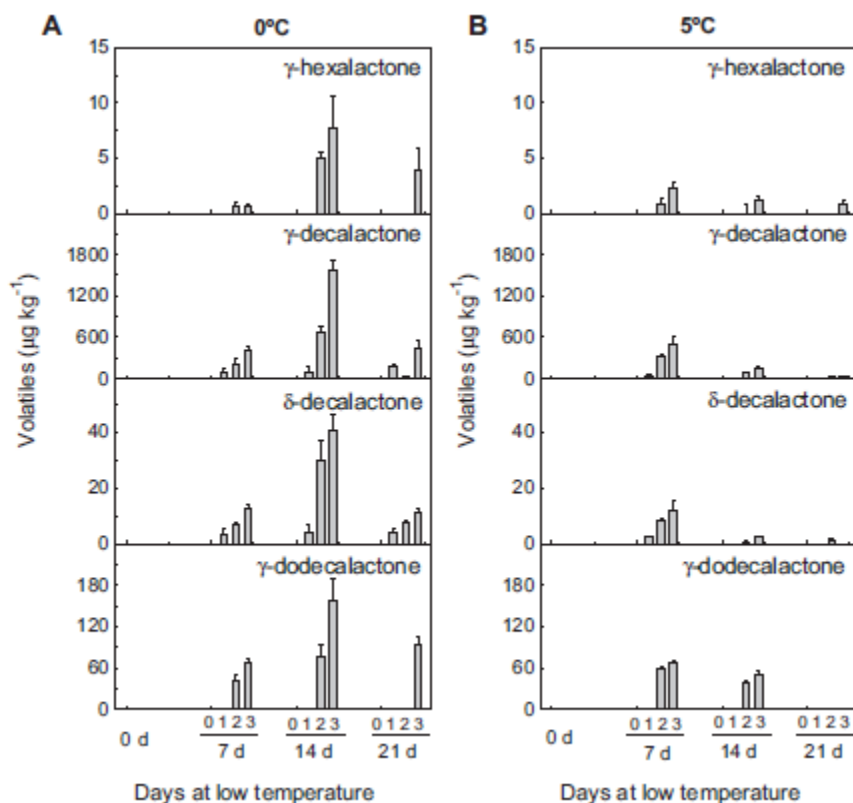 A 0°C B 5°C
γ-hexalactone γ-hexalactone
15 15
10 10
5 5
0 0
γ-decalactone γ-decalactone
1800 1800
1200 1200
600 600
0 0
Volatiles (µg kg⁻¹) Volatiles (µg kg⁻¹)
δ-decalactone δ-decalactone
40 40
20 20
0 0
γ-dodecalactone γ-dodecalactone
180 180
120 120
60 60
0 0
0 1 2 3 0 1 2 3 0 1 2 3 0 1 2 3 0 1 2 3 0 1 2 3
0 d 7 d 14 d 21 d 0 d 7 d 14 d 21 d
Days at low temperature Days at low temperature